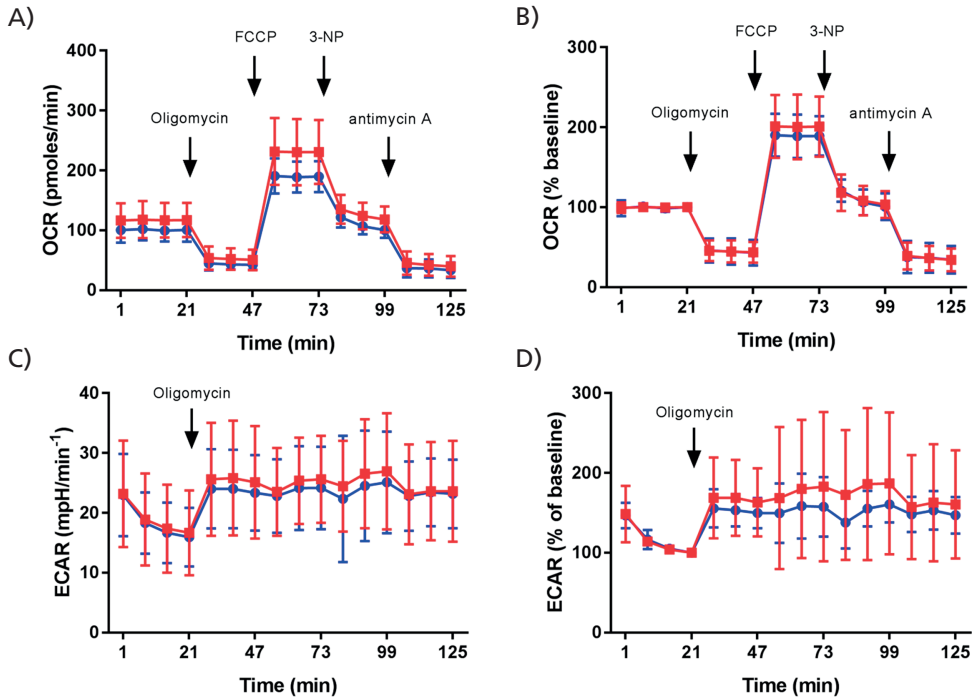 A)
FCCP
3-NP
Oligomycin
antimycin A
OCR (pmoles/min)
400
300
200
100
0
1
21
47
73
99
125
Time (min)
B)
FCCP
3-NP
Oligomycin
antimycin A
OCR (% baseline)
300
200
100
0
1
21
47
73
99
125
Time (min)
C)
Oligomycin
ECAR (mpH/min⁻¹)
40
30
20
10
0
1
21
47
73
99
125
Time (min)
D)
Oligomycin
ECAR (% of baseline)
300
200
150
100
0
1
21
47
73
99
125
Time (min)